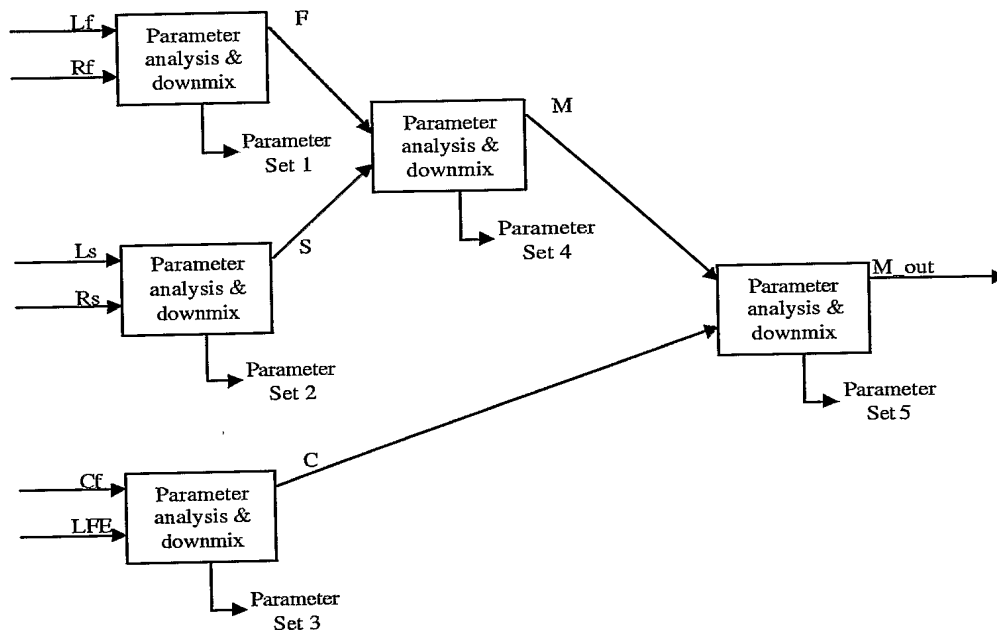 Lf
Rf
Parameter
analysis &
downmix
F
Parameter
Set 1
Parameter
analysis &
downmix
M
Parameter
Set 4
Ls
Rs
Parameter
analysis &
downmix
S
Parameter
Set 2
Parameter
analysis &
downmix
M_out
Parameter
Set 5
Cf
LFE
Parameter
analysis &
downmix
C
Parameter
Set 3